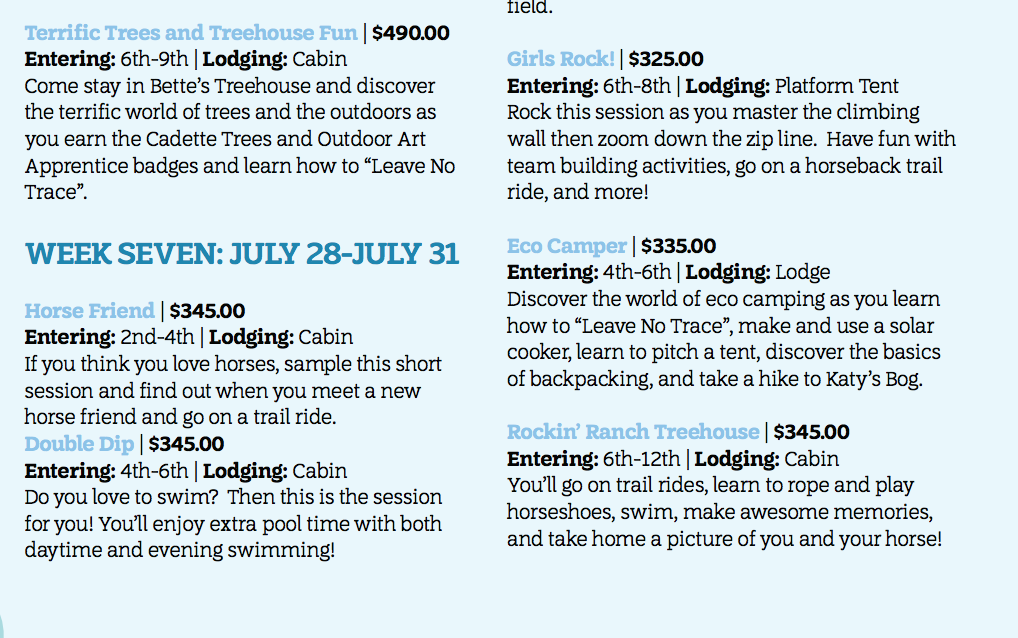 Terrific Trees and Treehouse Fun | $490.00
Entering: 6th-9th | Lodging: Cabin
Come stay in Bette’s Treehouse and discover
the terrific world of trees and the outdoors as
you earn the Cadette Trees and Outdoor Art
Apprentice badges and learn how to “Leave No
Trace”.
WEEK SEVEN: JULY 28-JULY 31
Horse Friend | $345.00
Entering: 2nd-4th | Lodging: Cabin
If you think you love horses, sample this short
session and find out when you meet a new
horse friend and go on a trail ride.
Double Dip | $345.00
Entering: 4th-6th | Lodging: Cabin
Do you love to swim?  Then this is the session
for you! You’ll enjoy extra pool time with both
daytime and evening swimming!
field.
Girls Rock! | $325.00
Entering: 6th-8th | Lodging: Platform Tent
Rock this session as you master the climbing
wall then zoom down the zip line.  Have fun with
team building activities, go on a horseback trail
ride, and more!
Eco Camper | $335.00
Entering: 4th-6th | Lodging: Lodge
Discover the world of eco camping as you learn
how to “Leave No Trace”, make and use a solar
cooker, learn to pitch a tent, discover the basics
of backpacking, and take a hike to Katy’s Bog.
Rockin’ Ranch Treehouse | $345.00
Entering: 6th-12th | Lodging: Cabin
You’ll go on trail rides, learn to rope and play
horseshoes, swim, make awesome memories,
and take home a picture of you and your horse!